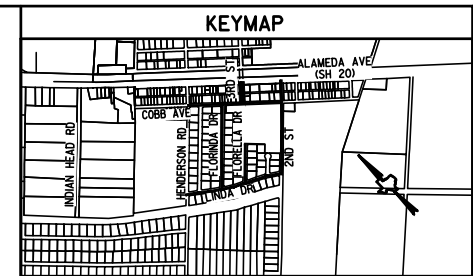 KEYMAP
ALAMEDA AVE
(SH 20)
3RD ST
COBB AVE
INDIAN HEAD RD
HENDERSON RD
FLORINDA DR
FLORELLA DR
2ND ST
LINDA DR